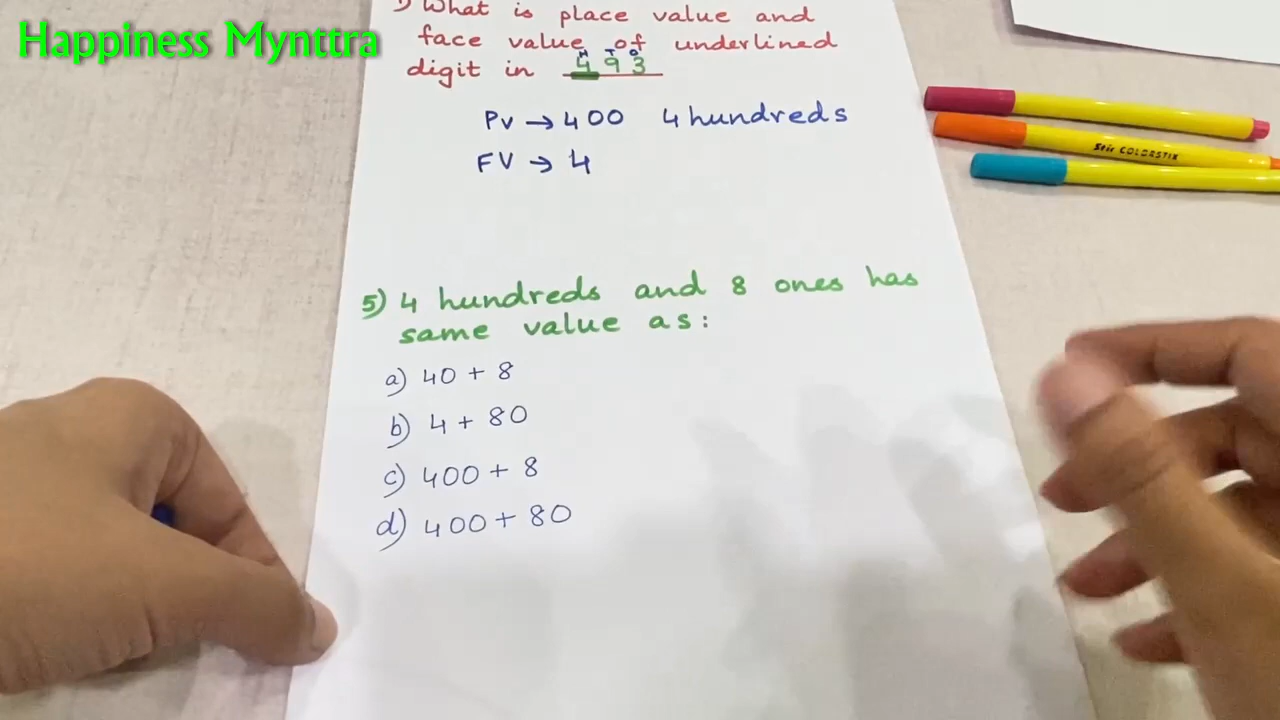 Happiness Mynttra
What is place value and
face value of underlined
H T O
digit in 493
PV → 400 4 hundreds
FV → 4
5) 4 hundreds and 8 ones has
same value as:
a) 40 + 8
b) 4 + 80
c) 400 + 8
d) 400 + 80
Stic COLORSTIX